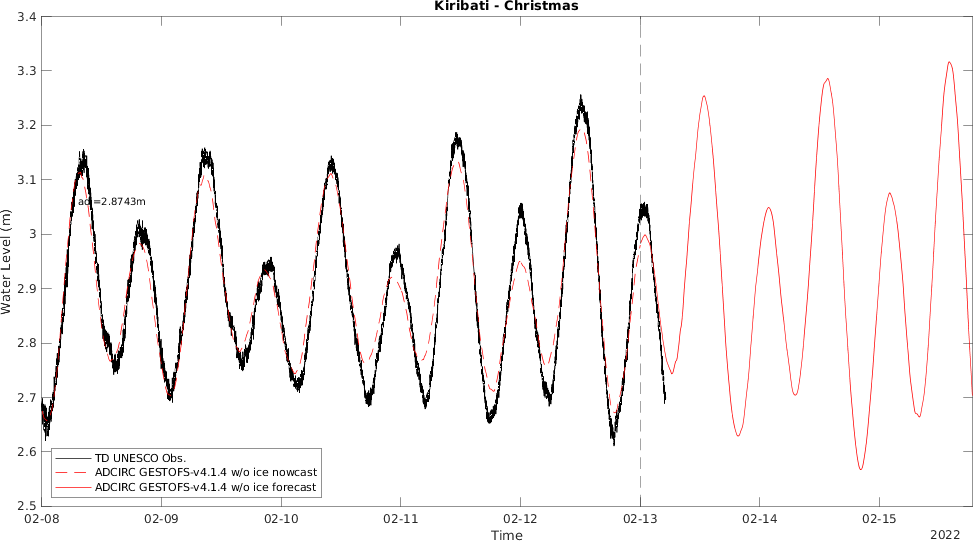 Kiribati - Christmas
3.4
3.3
3.2
3.1
3
2.9
2.8
2.7
2.6
2.5
Water Level (m)
=2.8743m
TD UNESCO Obs.
ADCIRC GESTOFS-v4.1.4 w/o ice nowcast
ADCIRC GESTOFS-v4.1.4 w/o ice forecast
02-08 02-09 02-10 02-11 02-12 02-13 02-14 02-15
Time
2022